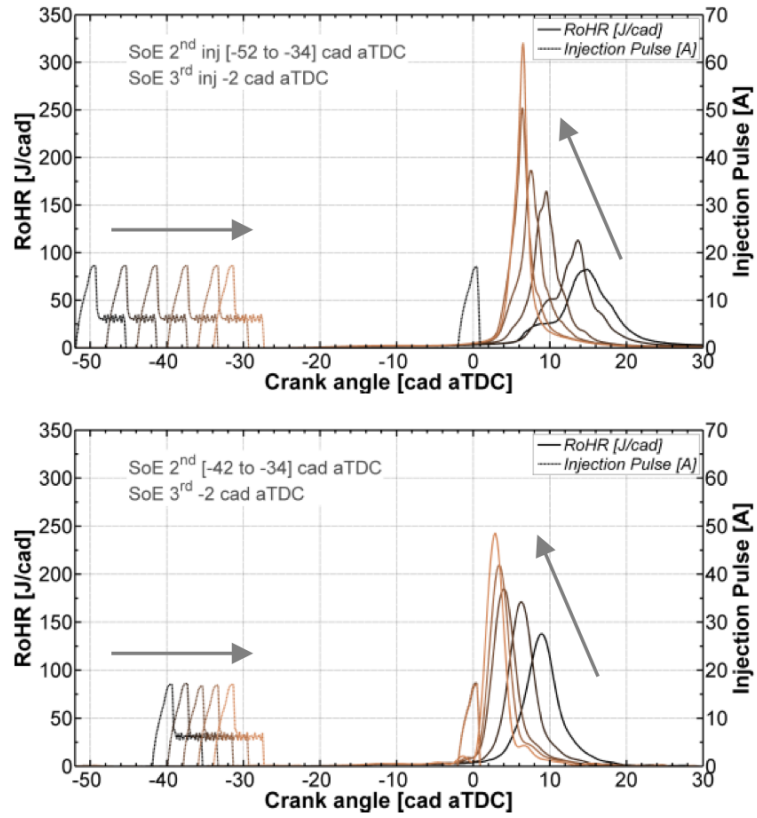 350
300
250
200
150
100
50
0
RoHR [J/cad]
70
60
50
40
30
20
10
0
Injection Pulse [A]
SoE 2nd inj [-52 to -34] cad aTDC
SoE 3rd inj -2 cad aTDC
RoHR [J/cad]
Injection Pulse [A]
-50 -40 -30 -20 -10 0 10 20 30
Crank angle [cad aTDC]
350
300
250
200
150
100
50
0
RoHR [J/cad]
70
60
50
40
30
20
10
0
Injection Pulse [A]
SoE 2nd [-42 to -34] cad aTDC
SoE 3rd -2 cad aTDC
RoHR [J/cad]
Injection Pulse [A]
-50 -40 -30 -20 -10 0 10 20 30
Crank angle [cad aTDC]